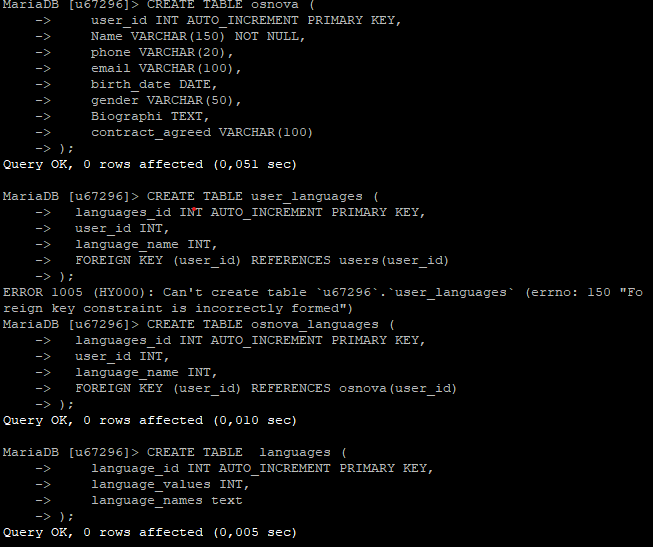 MariaDB [u67296]> CREATE TABLE osnova (
    ->     user_id INT AUTO_INCREMENT PRIMARY KEY,
    ->     Name VARCHAR(150) NOT NULL,
    ->     phone VARCHAR(20),
    ->     email VARCHAR(100),
    ->     birth_date DATE,
    ->     gender VARCHAR(50),
    ->     Biographi TEXT,
    ->     contract_agreed VARCHAR(100)
    -> );
Query OK, 0 rows affected (0,051 sec)

MariaDB [u67296]> CREATE TABLE user_languages (
    ->   languages_id INT AUTO_INCREMENT PRIMARY KEY,
    ->   user_id INT,
    ->   language_name INT,
    ->   FOREIGN KEY (user_id) REFERENCES users(user_id)
    -> );
ERROR 1005 (HY000): Can't create table `u67296`.`user_languages` (errno: 150 "Fo
reign key constraint is incorrectly formed")
MariaDB [u67296]> CREATE TABLE osnova_languages (
    ->   languages_id INT AUTO_INCREMENT PRIMARY KEY,
    ->   user_id INT,
    ->   language_name INT,
    ->   FOREIGN KEY (user_id) REFERENCES osnova(user_id)
    -> );
Query OK, 0 rows affected (0,010 sec)

MariaDB [u67296]> CREATE TABLE  languages (
    ->     language_id INT AUTO_INCREMENT PRIMARY KEY,
    ->     language_values INT,
    ->     language_names text
    -> );
Query OK, 0 rows affected (0,005 sec)